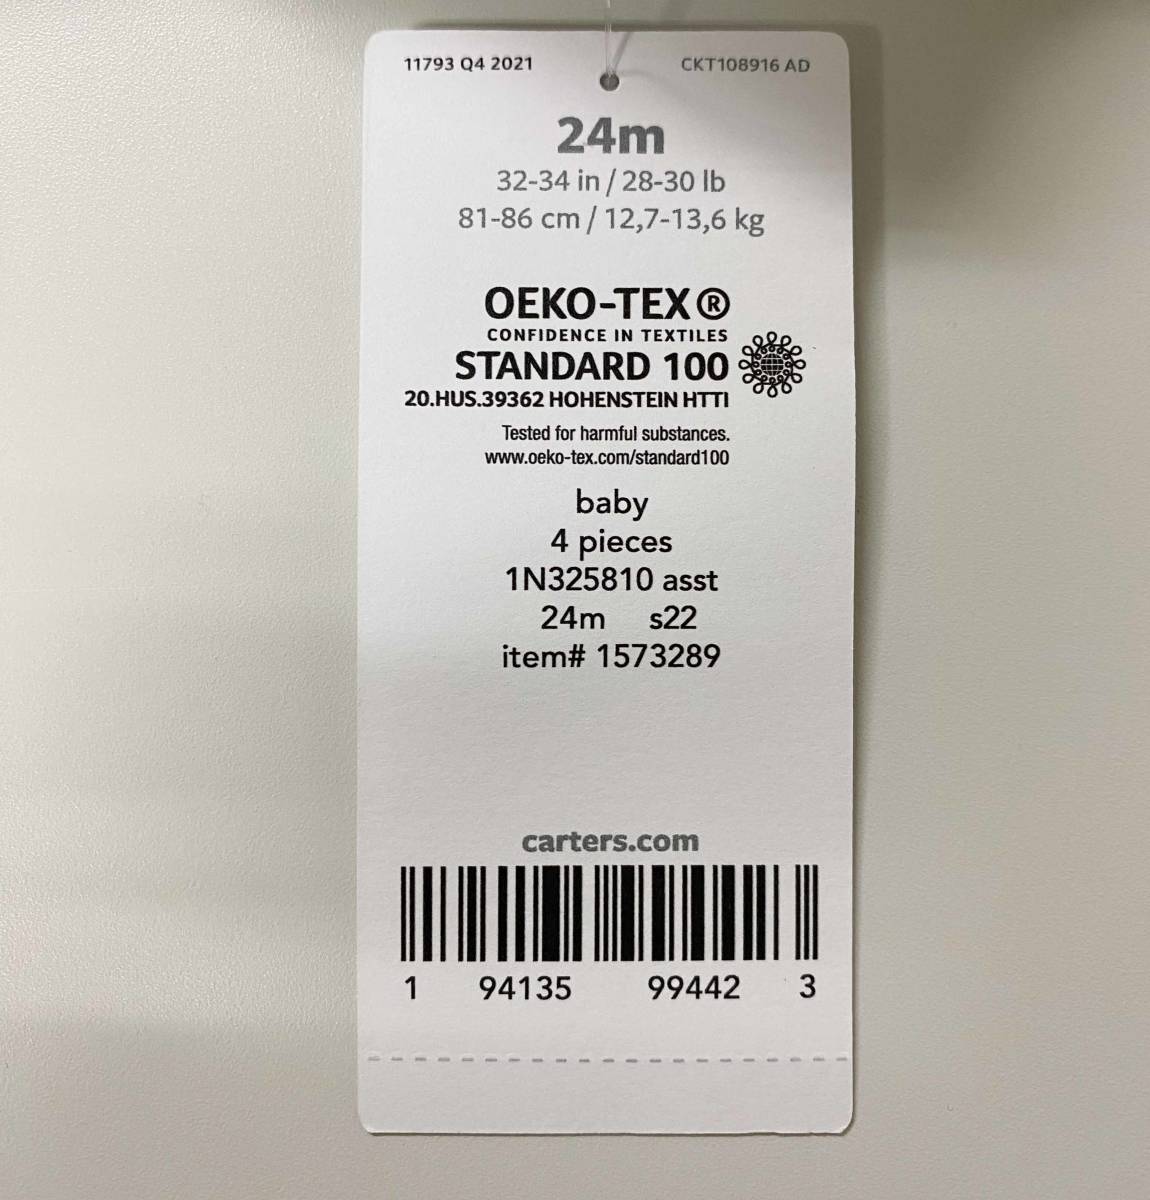 11793 Q4 2021 CKT108916 AD
24m
32-34 in / 28-30 lb
81-86 cm / 12,7-13,6 kg
OEKO-TEX®
CONFIDENCE IN TEXTILES
STANDARD 100
20.HUS.39362 HOHENSTEIN HTTI
Tested for harmful substances.
www.oeko-tex.com/standard100
baby
4 pieces
1N325810 asst
24m s22
item# 1573289
carters.com
1 94135 99442 3